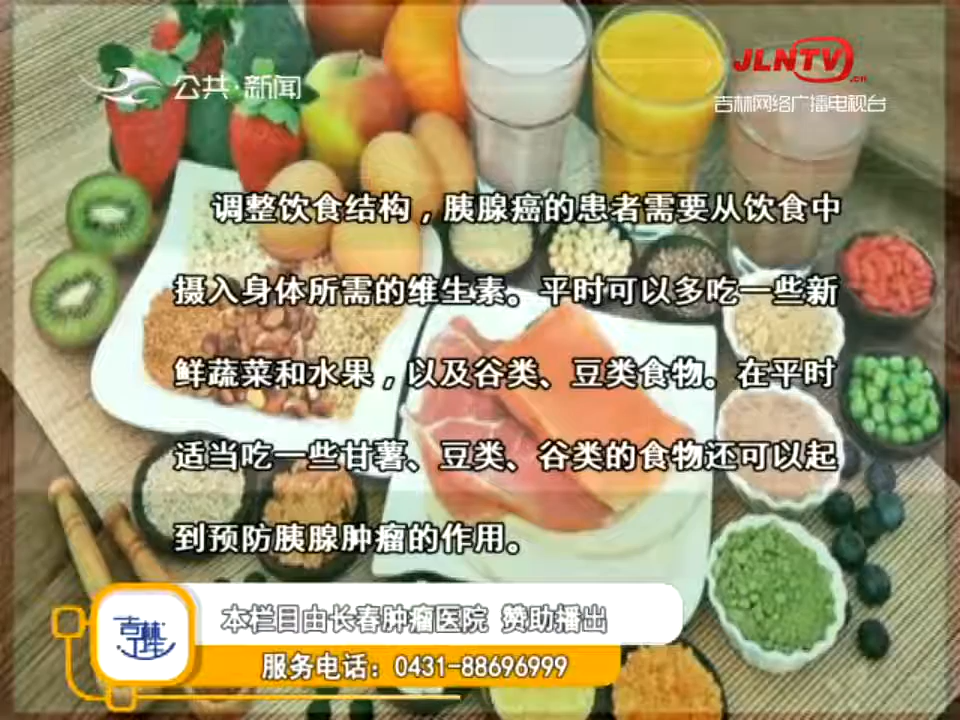 公共·新闻
JLNTV.cn
吉林网络广播电视台
调整饮食结构，胰腺癌的患者需要从饮食中
摄入身体所需的维生素。平时可以多吃一些新
鲜蔬菜和水果，以及谷类、豆类食物。在平时
适当吃一些甘薯、豆类、谷类的食物还可以起
到预防胰腺肿瘤的作用。
本栏目由长春肿瘤医院 赞助播出
吉林卫生
服务电话：0431-88696999